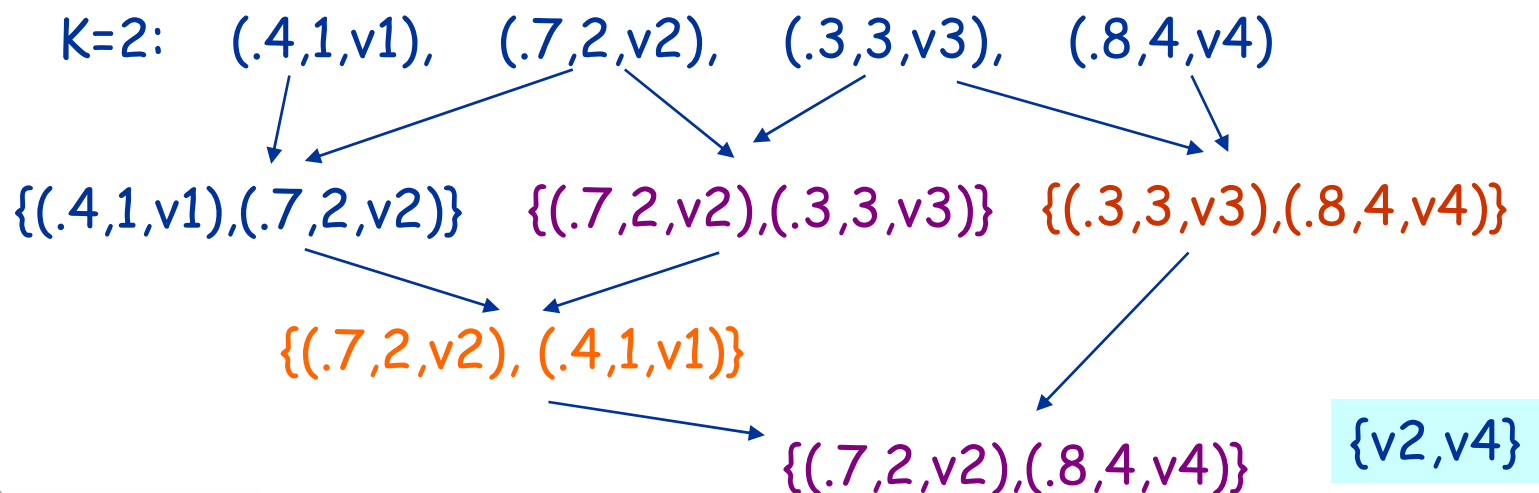 K=2: (.4,1,v1), (.7,2,v2), (.3,3,v3), (.8,4,v4)
{(.4,1,v1),(.7,2,v2)} {(.7,2,v2),(.3,3,v3)} {(.3,3,v3),(.8,4,v4)}
{(.7,2,v2), (.4,1,v1)}
{(.7,2,v2),(.8,4,v4)} {v2,v4}